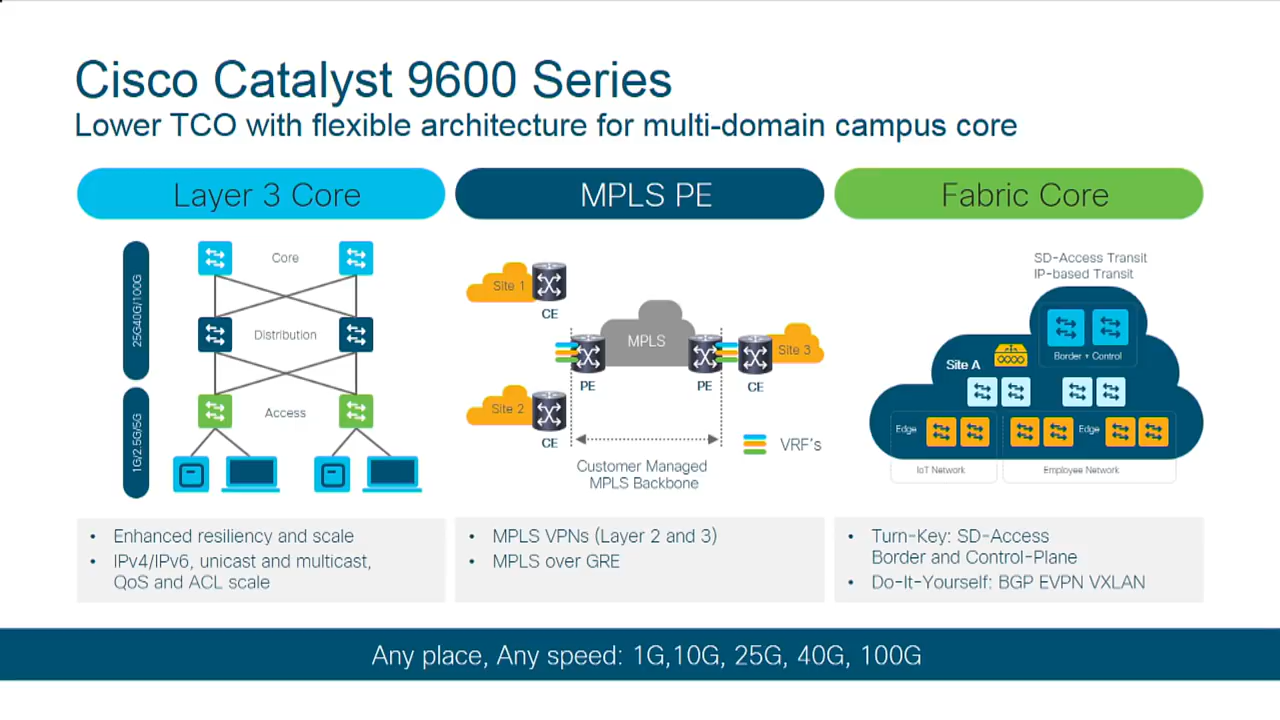 Cisco Catalyst 9600 Series
Lower TCO with flexible architecture for multi-domain campus core
Layer 3 Core
25G40G/100G
1G/2.5G/5G
Core
Distribution
Access
• Enhanced resiliency and scale
• IPv4/IPv6, unicast and multicast,
QoS and ACL scale
MPLS PE
Site 1
CE
MPLS
Site 3
PE
PE
CE
Site 2
CE
VRF's
Customer Managed
MPLS Backbone
• MPLS VPNs (Layer 2 and 3)
• MPLS over GRE
Fabric Core
SD-Access Transit
IP-based Transit
Border + Control
Site A
Edge
Edge
IoT Network
Employee Network
• Turn-Key: SD-Access
Border and Control-Plane
• Do-It-Yourself: BGP EVPN VXLAN
Any place, Any speed: 1G,10G, 25G, 40G, 100G